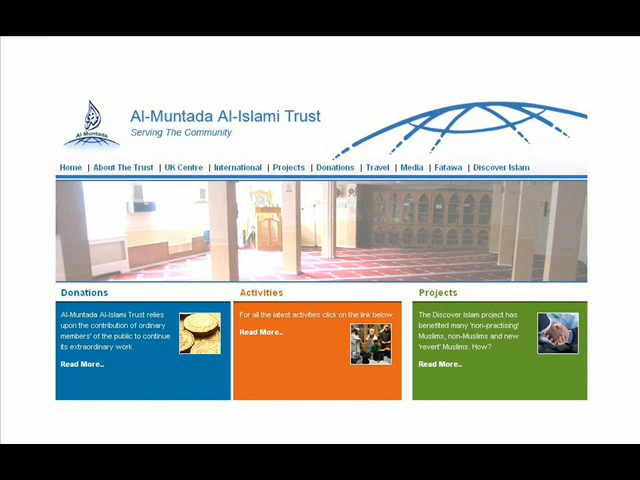 Al-Muntada Al-Islami Trust
Serving The Community
Al Muntada
Home | About The Trust | UK Centre | International | Projects | Donations | Travel | Media | Fatawa | Discover Islam
Donations
Al-Muntada Al-Islami Trust relies
upon the contribution of ordinary
members' of the public to continue
its extraordinary work.
Read More..
Activities
For all the latest activities click on the link below.
Read More..
Projects
The Discover Islam project has
benefited many 'non-practising'
Muslims, non-Muslims and new
'revert' Muslims. How?
Read More..